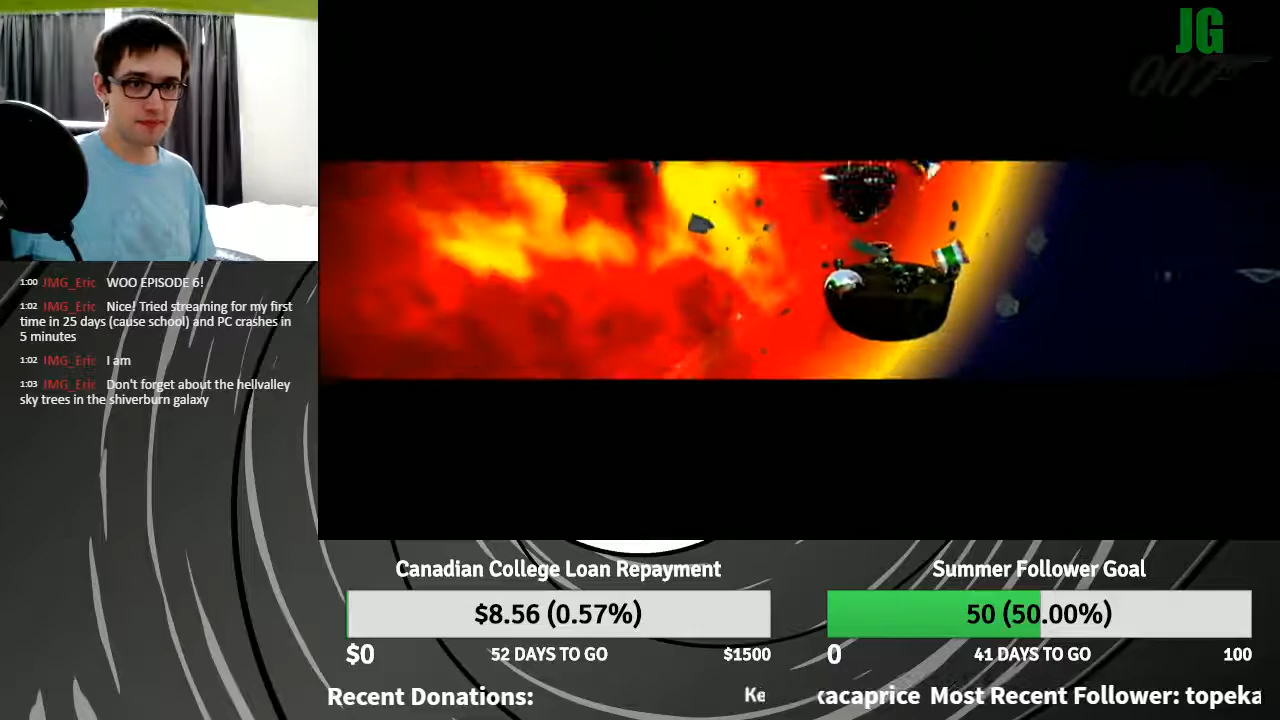 JG
007
1:00 JMG_Eric WOO EPISODE 6!
1:02 JMG_Eric Nice! Tried streaming for my first
time in 25 days (cause school) and PC crashes in
5 minutes
1:02 JMG_Eric I am
1:03 JMG_Eric Don't forget about the hellvalley
sky trees in the shiverburn galaxy
Canadian College Loan Repayment
$8.56 (0.57%)
$0 52 DAYS TO GO $1500
Summer Follower Goal
50 (50.00%)
0 41 DAYS TO GO 100
Recent Donations: Ke
kacaprice Most Recent Follower: topeka